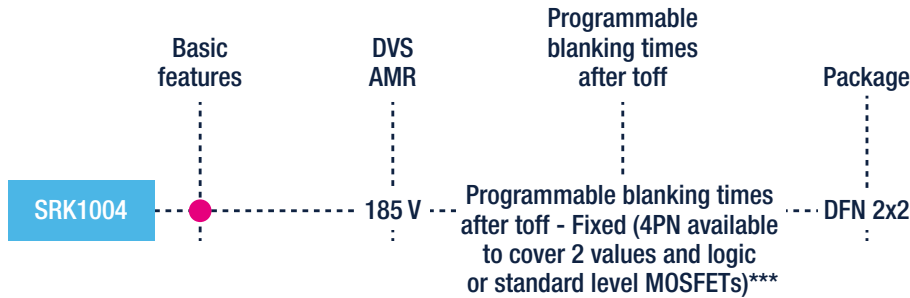 Basic
features
DVS
AMR
Programmable
blanking times
after toff
Package
SRK1004
185 V
Programmable blanking times
after toff - Fixed (4PN available
to cover 2 values and logic
or standard level MOSFETs)***
DFN 2x2